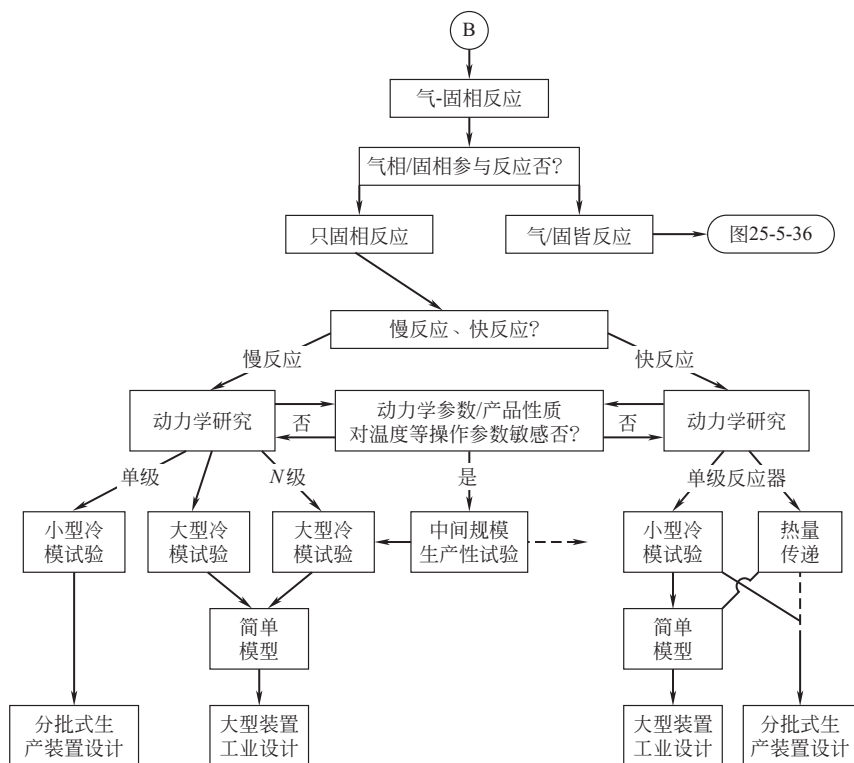 B
气-固相反应
气相/固相参与反应否?
只固相反应
气/固皆反应
图25-5-36
慢反应、快反应?
慢反应
快反应
动力学研究
否
动力学参数/产品性质
对温度等操作参数敏感否?
否
动力学研究
单级
N级
是
单级反应器
小型冷
模试验
大型冷
模试验
大型冷
模试验
中间规模
生产性试验
小型冷
模试验
热量
传递
简单
模型
简单
模型
分批式生
产装置设计
大型装置
工业设计
大型装置
工业设计
分批式生
产装置设计